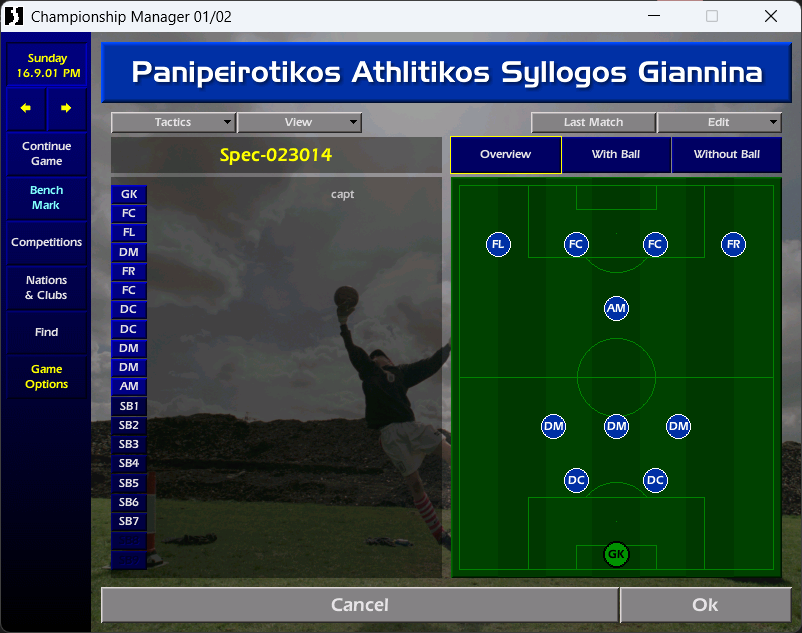 Championship Manager 01/02
Sunday
16.9.01 PM
Continue
Game
Bench
Mark
Competitions
Nations
& Clubs
Find
Game
Options
Panipeirotikos Athlitikos Syllogos Giannina
Tactics
View
Last Match
Edit
Spec-023014
Overview
With Ball
Without Ball
GK capt
FC
FL
DM
FR
FC
DC
DC
DM
DM
AM
SB1
SB2
SB3
SB4
SB5
SB6
SB7
FL FC FC FR
AM
DM DM DM
DC DC
GK
Cancel
Ok